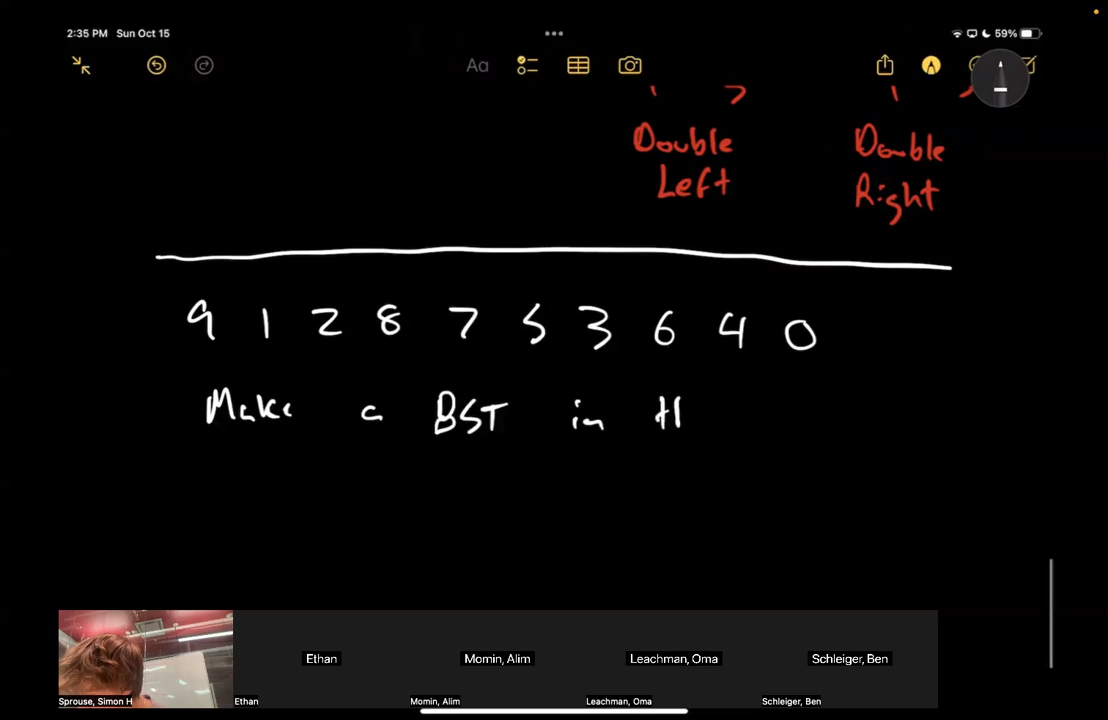 2:35 PM Sun Oct 15
59%
Aa
Double Double
Left Right
9 1 2 8 7 5 3 6 4 0
Make a BST in th
Ethan Momin, Alim Leachman, Oma Schleiger, Ben
Sprouse, Simon H Ethan Momin, Alim Leachman, Oma Schleiger, Ben